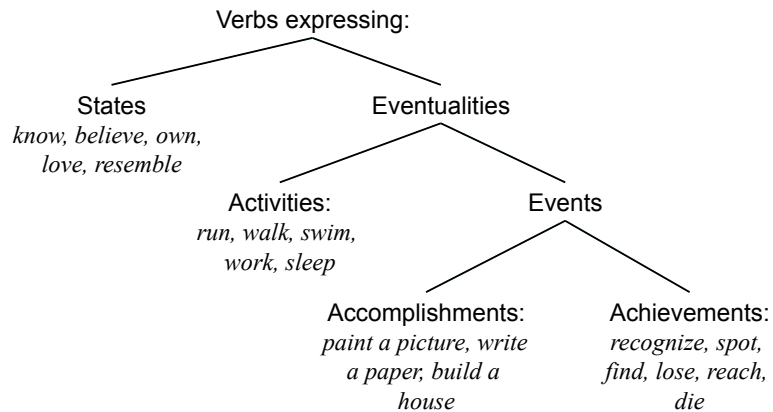 Verbs expressing:
States
know, believe, own,
love, resemble
Eventualities
Activities:
run, walk, swim,
work, sleep
Events
Accomplishments:
paint a picture, write
a paper, build a
house
Achievements:
recognize, spot,
find, lose, reach,
die